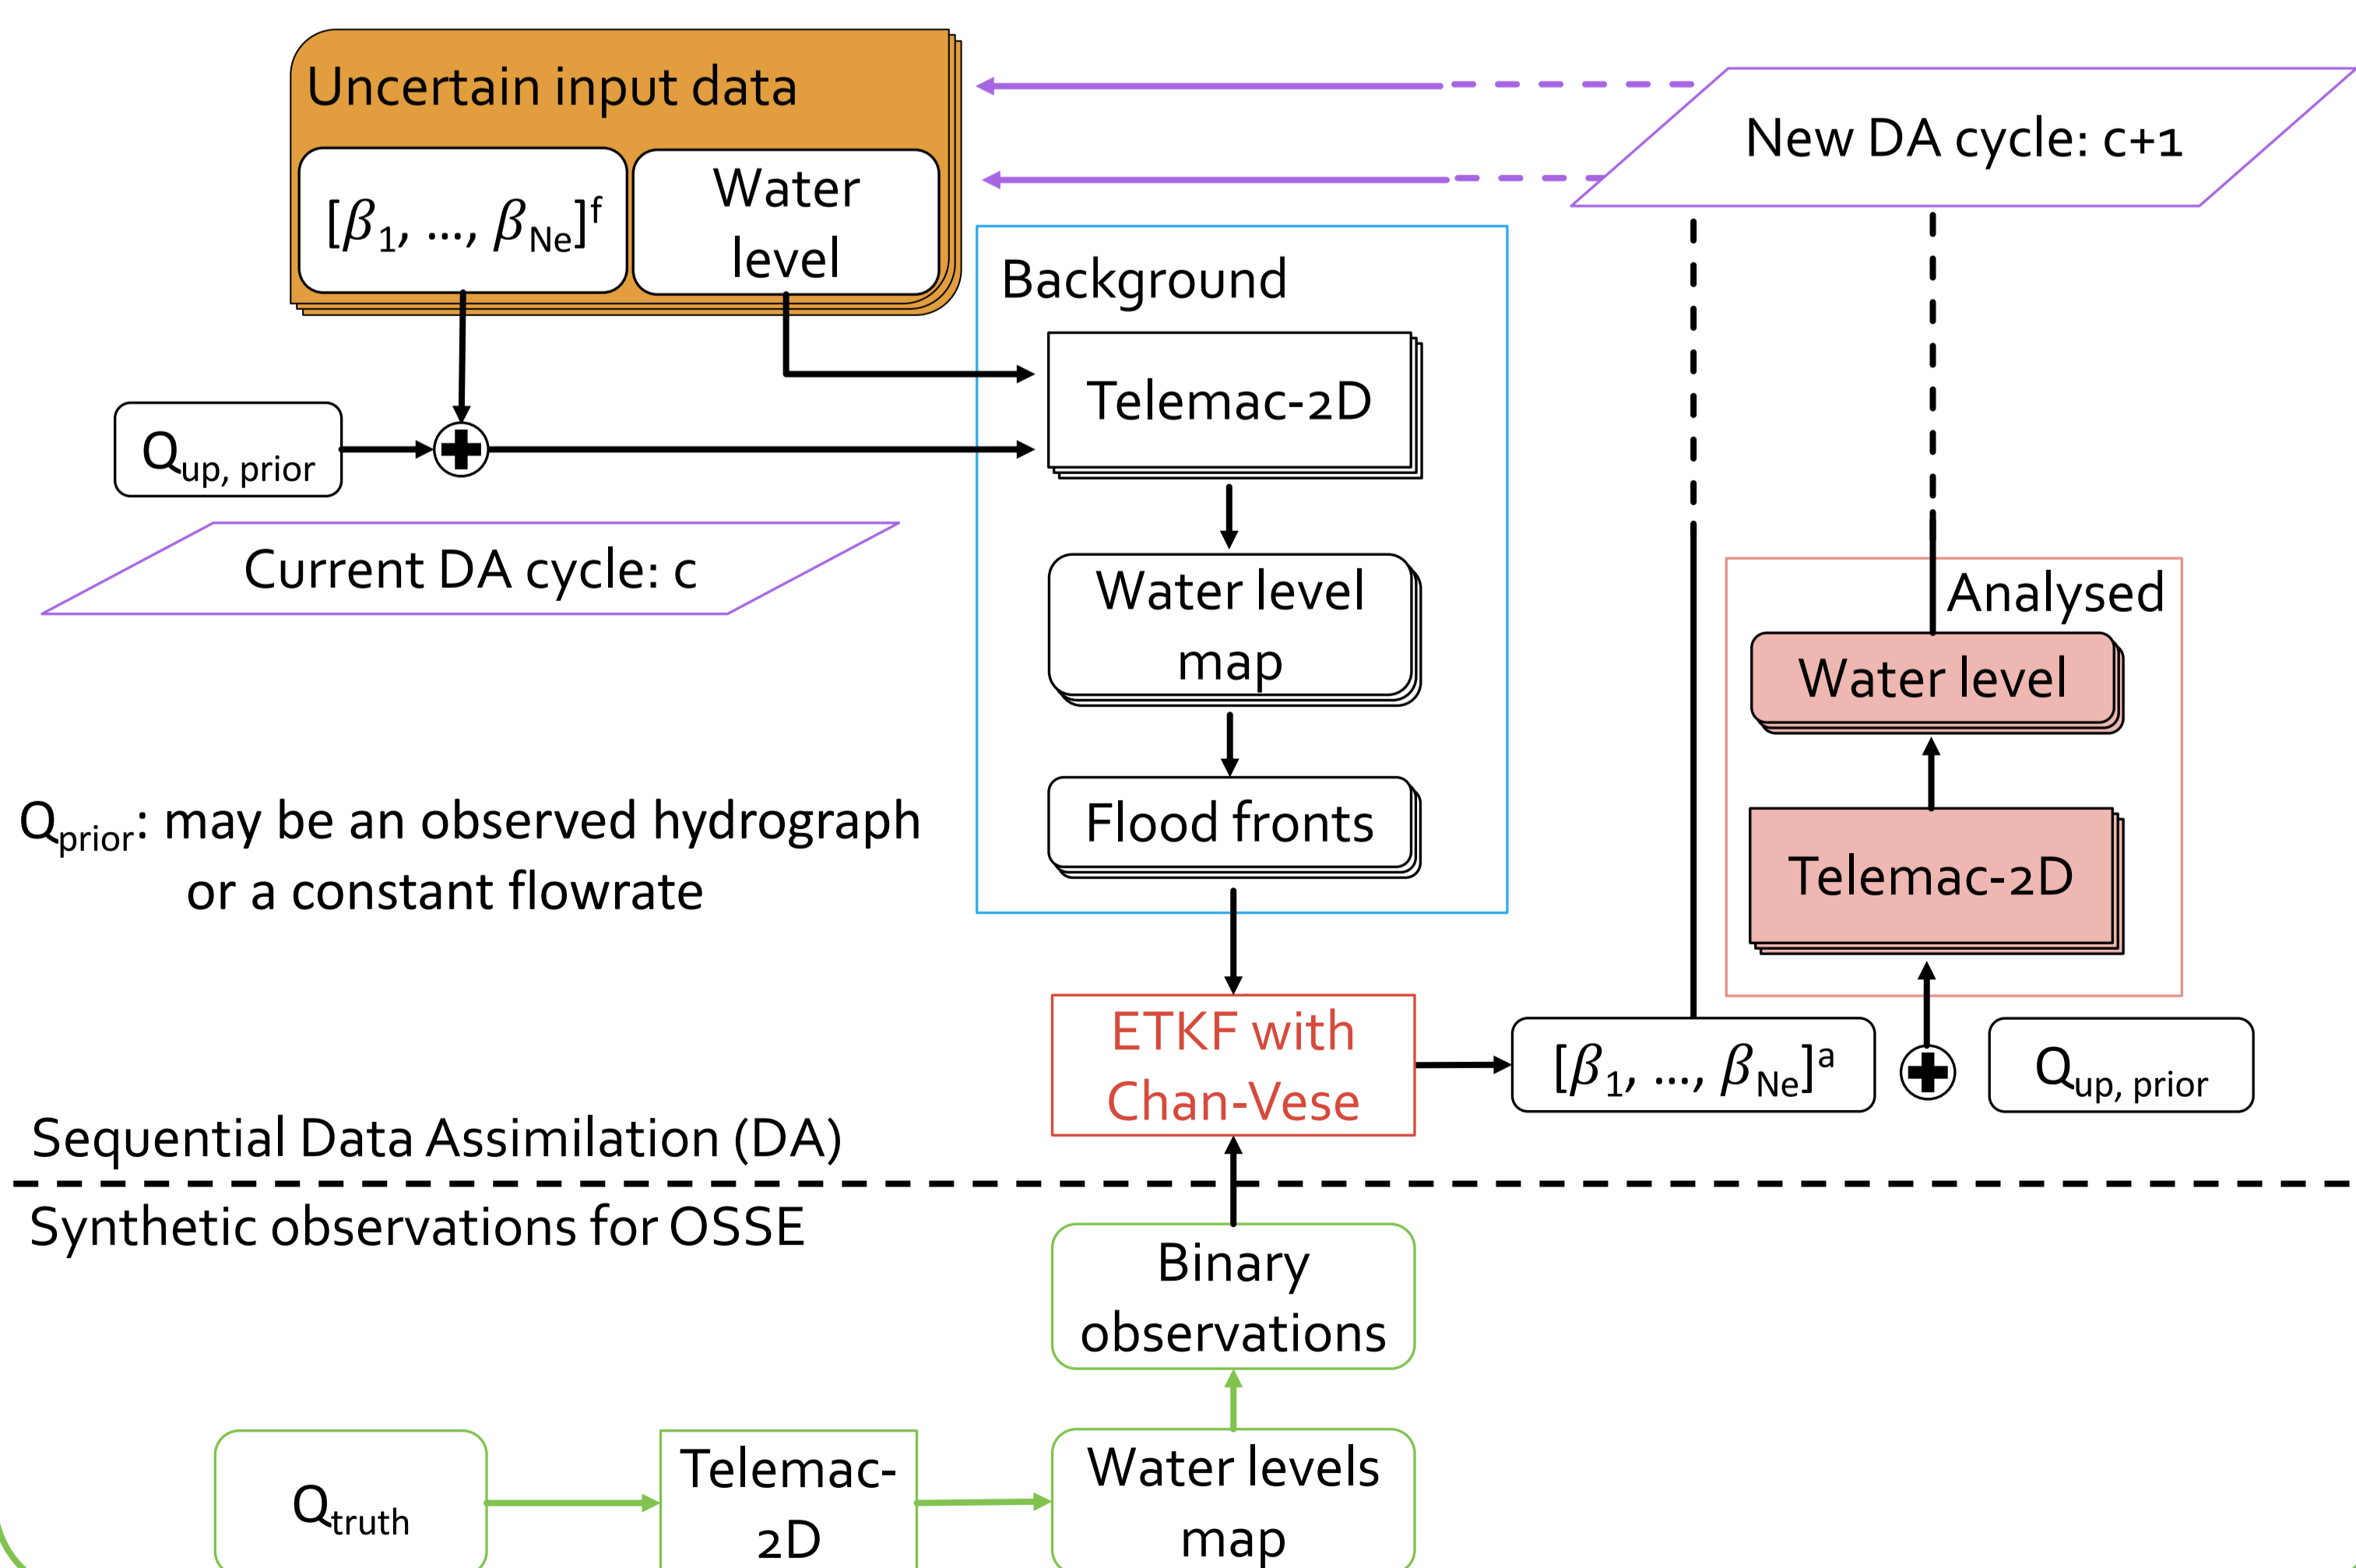 Uncertain input data
[β1, ..., βNe]f
Water
level
New DA cycle: c+1
Background
Telemac-2D
Qup, prior
Current DA cycle: c
Water level
map
Analysed
Water level
Qprior: may be an observed hydrograph
or a constant flowrate
Flood fronts
Telemac-2D
ETKF with
Chan-Vese
[β1, ..., βNe]a
Qup, prior
Sequential Data Assimilation (DA)
Synthetic observations for OSSE
Binary
observations
Qtruth
Telemac-
2D
Water levels
map